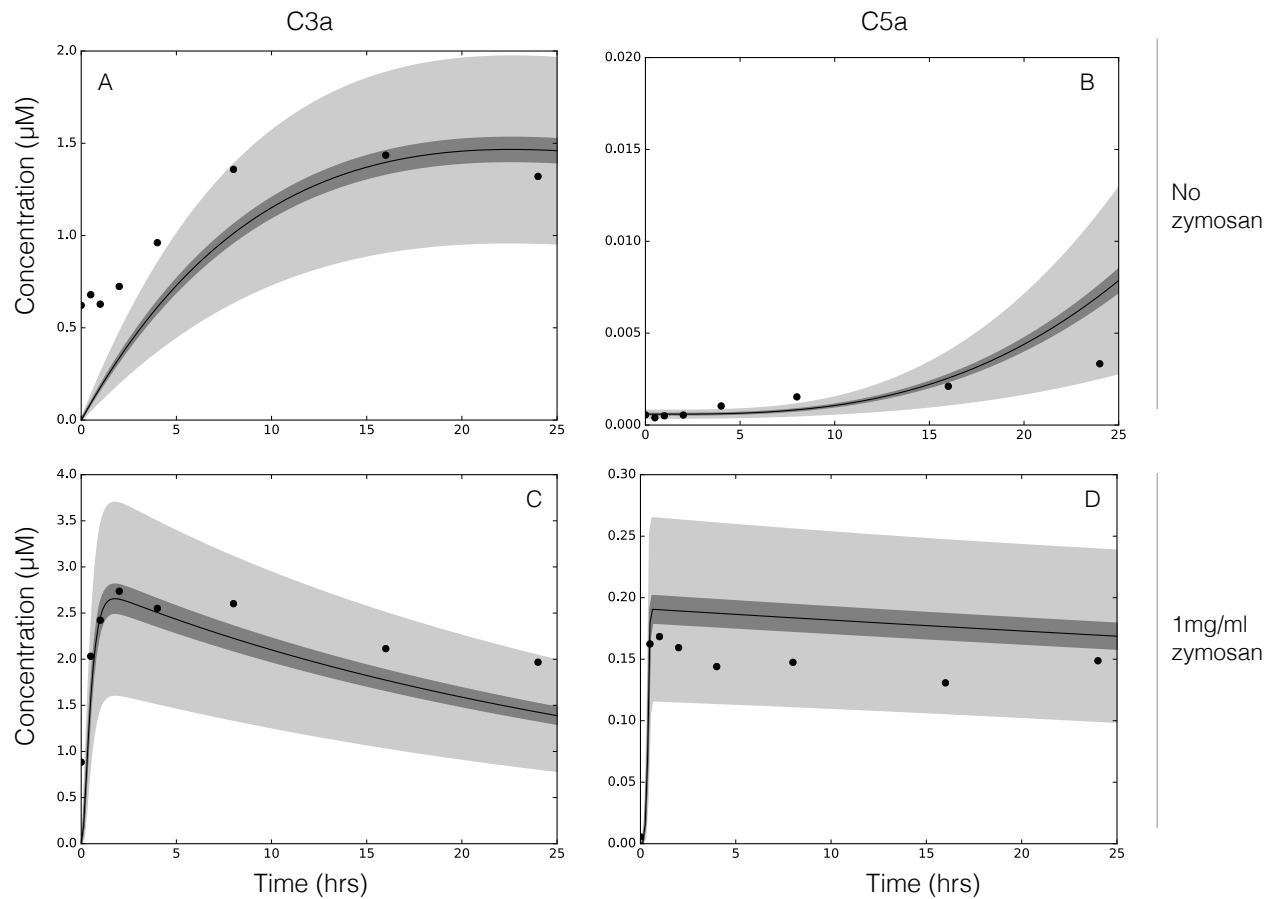 C3a
C5a
A
2.0
1.5
1.0
0.5
0.0
0 5 10 15 20 25
Concentration (µM)
B
0.020
0.015
0.010
0.005
0.000
0 5 10 15 20 25
No
zymosan
C
4.0
3.5
3.0
2.5
2.0
1.5
1.0
0.5
0.0
0 5 10 15 20 25
Concentration (µM)
Time (hrs)
D
0.30
0.25
0.20
0.15
0.10
0.05
0.00
0 5 10 15 20 25
Time (hrs)
1mg/ml
zymosan